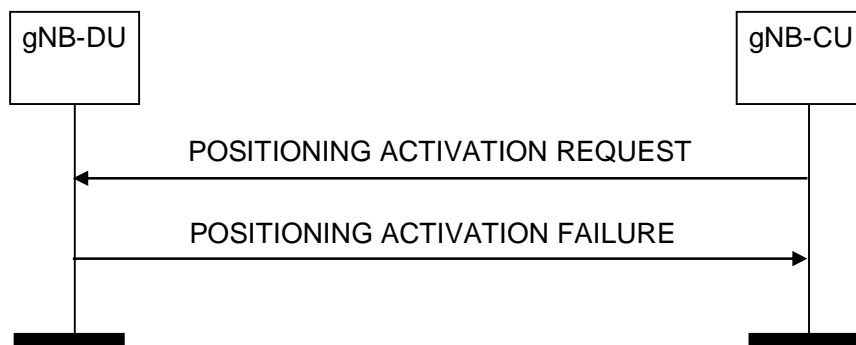 gNB-DU
gNB-CU
POSITIONING ACTIVATION REQUEST
POSITIONING ACTIVATION FAILURE